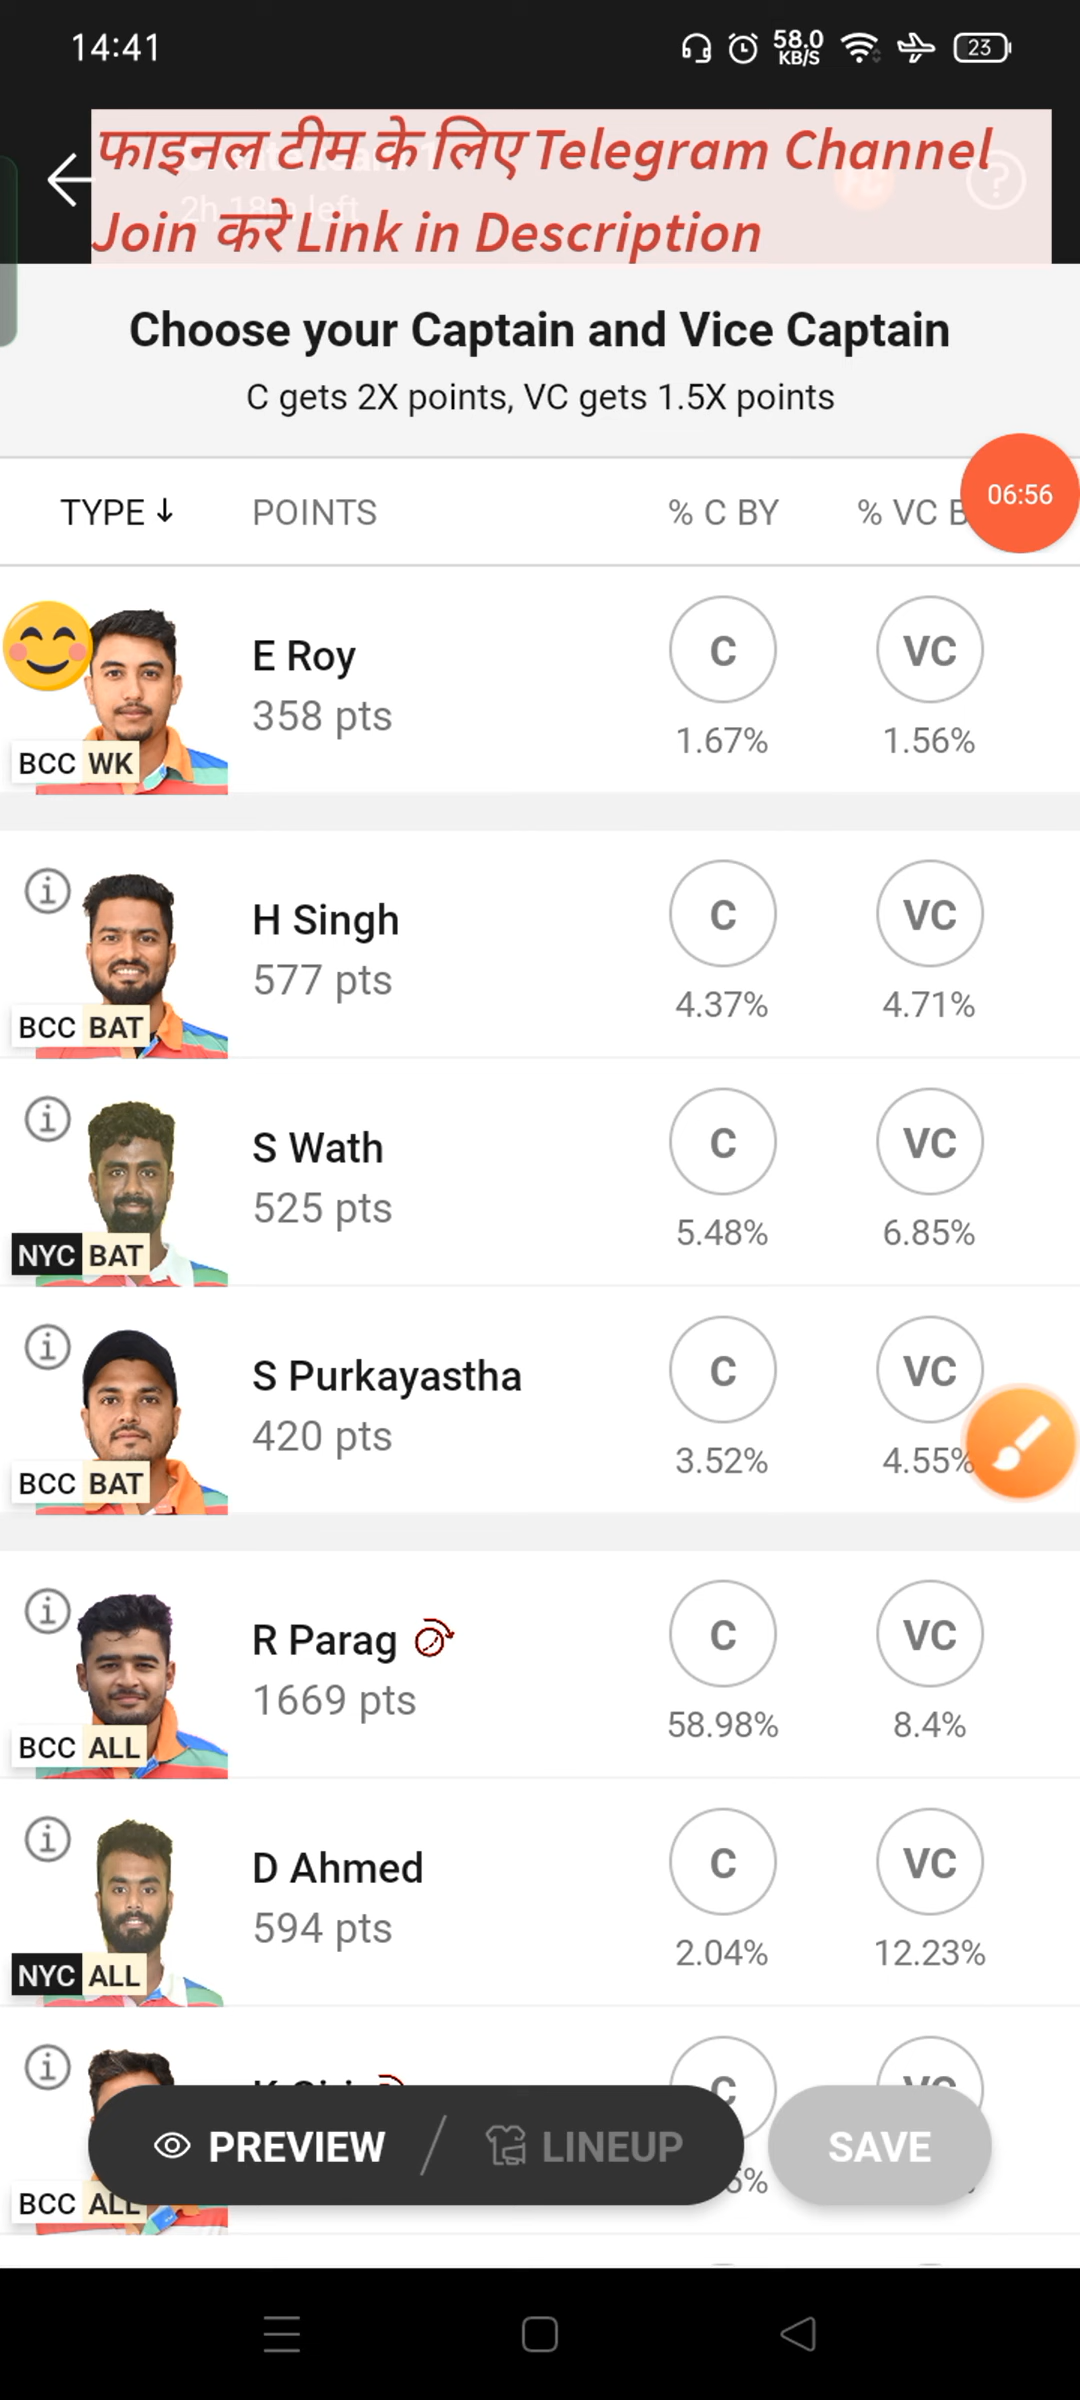 14:41
58.0
KB/S
23
फाइनल टीम के लिए Telegram Channel
2h 18m left
Join करे Link in Description
?
Choose your Captain and Vice Captain
C gets 2X points, VC gets 1.5X points
06:56
TYPE ↓ POINTS % C BY % VC B
E Roy C VC
358 pts 1.67% 1.56%
BCC WK
H Singh C VC
577 pts 4.37% 4.71%
BCC BAT
S Wath C VC
525 pts 5.48% 6.85%
NYC BAT
S Purkayastha C VC
420 pts 3.52% 4.55%
BCC BAT
R Parag C VC
1669 pts 58.98% 8.4%
BCC ALL
D Ahmed C VC
594 pts 2.04% 12.23%
NYC ALL
C VC
PREVIEW LINEUP SAVE
BCC ALL